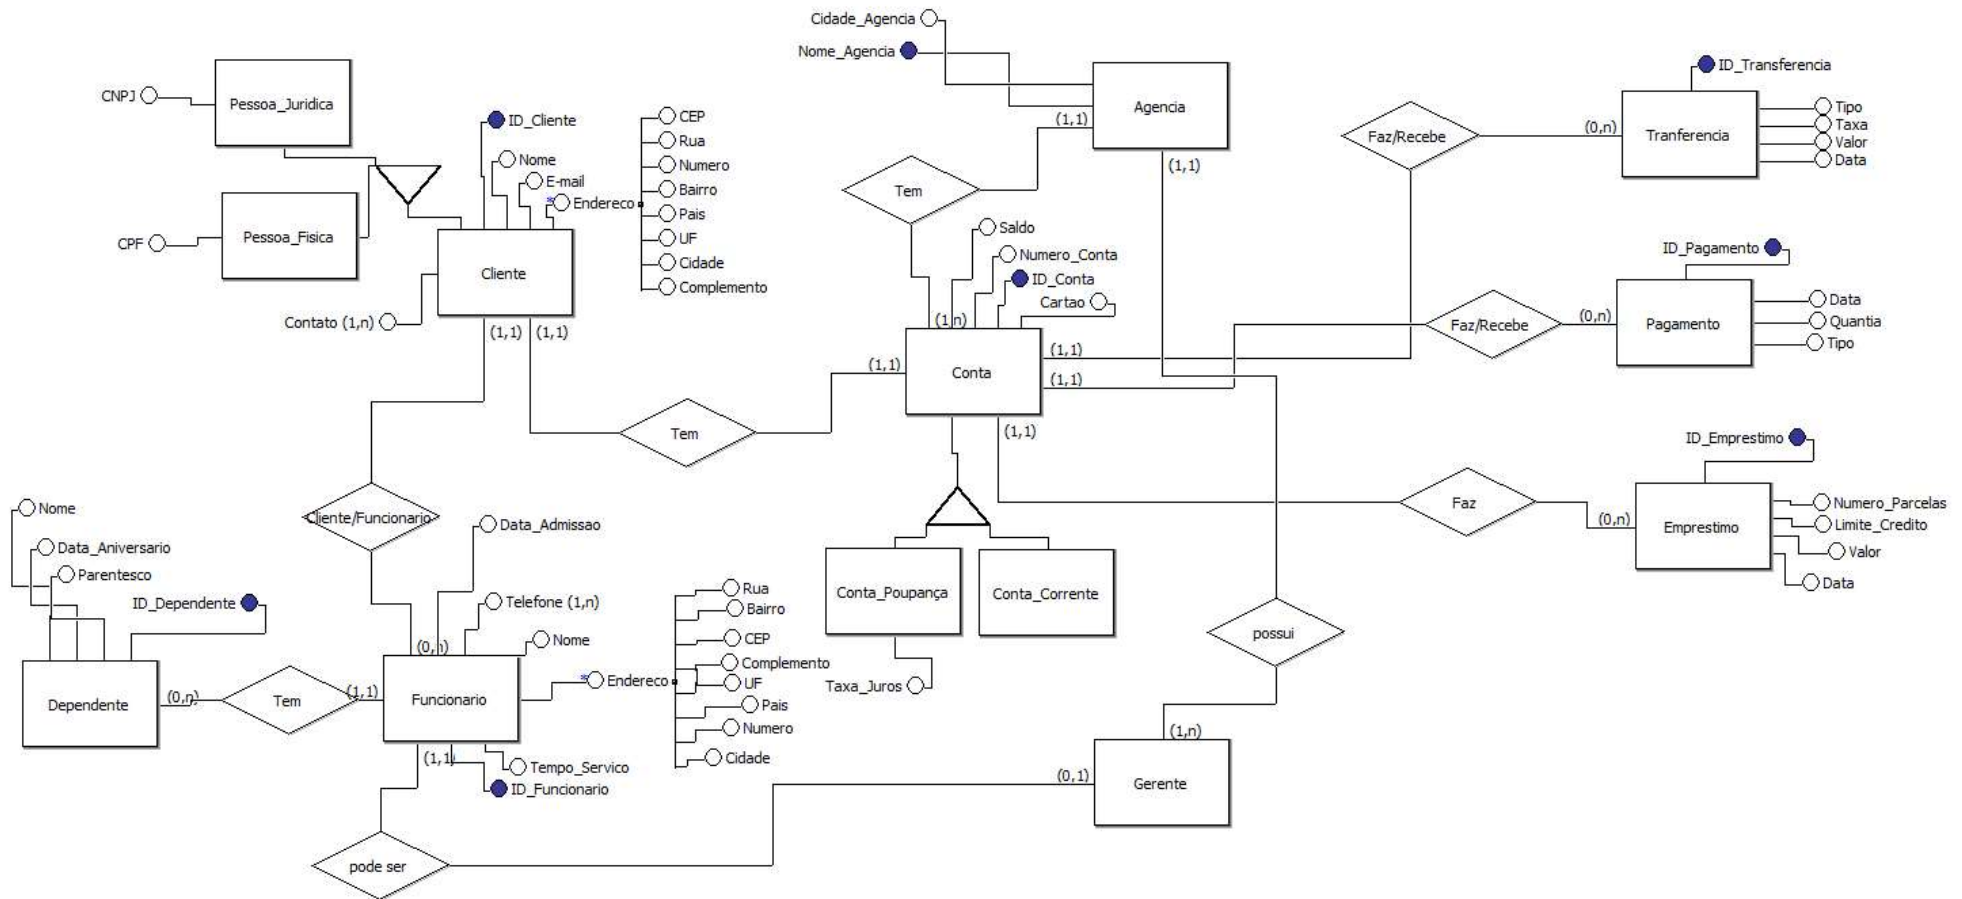 Cidade_Agencia
Nome_Agencia
Agencia
(1,1)
(1,1)
ID_Transferencia
Tranferencia
Tipo
Taxa
Valor
Data
Faz/Recebe
(0,n)
CNPJ
Pessoa_Juridica
CPF
Pessoa_Fisica
ID_Cliente
Nome
E-mail
*
Endereco
CEP
Rua
Numero
Bairro
Pais
UF
Cidade
Complemento
Cliente
Contato (1,n)
(1,1)
(1,1)
Tem
Saldo
Numero_Conta
ID_Conta
Cartao
(1,n)
Conta
(1,1)
(1,1)
(1,1)
(1,1)
Tem
ID_Pagamento
Faz/Recebe
(0,n)
Pagamento
Data
Quantia
Tipo
ID_Emprestimo
Faz
(0,n)
Emprestimo
Numero_Parcelas
Limite_Credito
Valor
Data
Cliente/Funcionario
Nome
Data_Aniversario
Parentesco
ID_Dependente
Dependente
(0,n)
Tem
(1,1)
Data_Admissao
Telefone (1,n)
Nome
(0,n)
Funcionario
*
Endereco
Rua
Bairro
CEP
Complemento
UF
Pais
Numero
Cidade
(1,1)
Tempo_Servico
ID_Funcionario
Conta_Poupança
Conta_Corrente
Taxa_Juros
possui
(1,n)
(0,1)
Gerente
pode ser